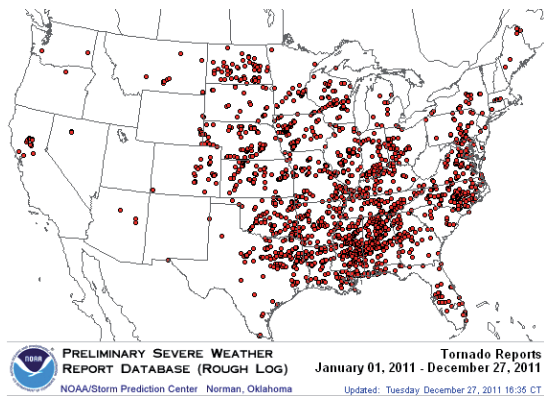 NOAA
PRELIMINARY SEVERE WEATHER
REPORT DATABASE (ROUGH LOG)
NOAA/Storm Prediction Center Norman, Oklahoma
Tornado Reports
January 01, 2011 - December 27, 2011
Updated: Tuesday December 27, 2011 16:35 CT